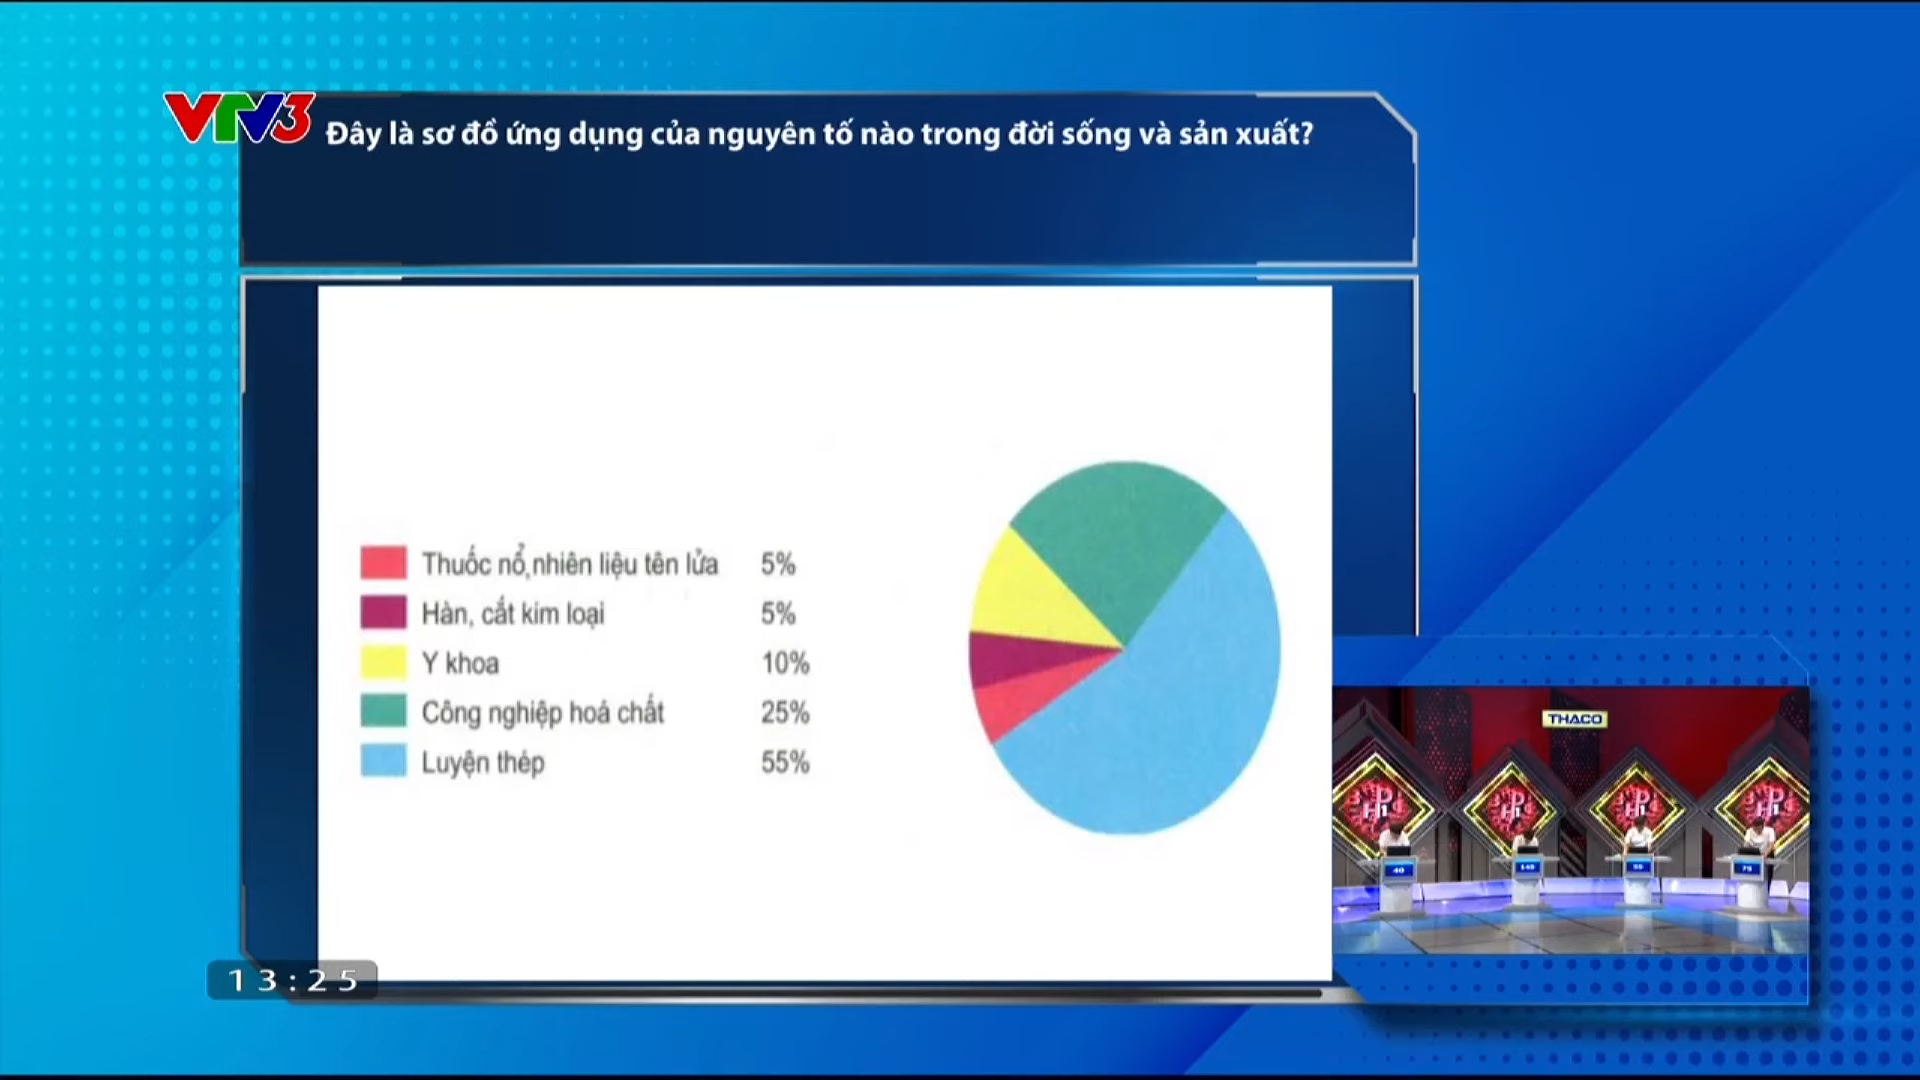 VTV3
Đây là sơ đồ ứng dụng của nguyên tố nào trong đời sống và sản xuất?
Thuốc nổ,nhiên liệu tên lửa 5%
Hàn, cắt kim loại 5%
Y khoa 10%
Công nghiệp hoá chất 25%
Luyện thép 55%
THACO
13:25